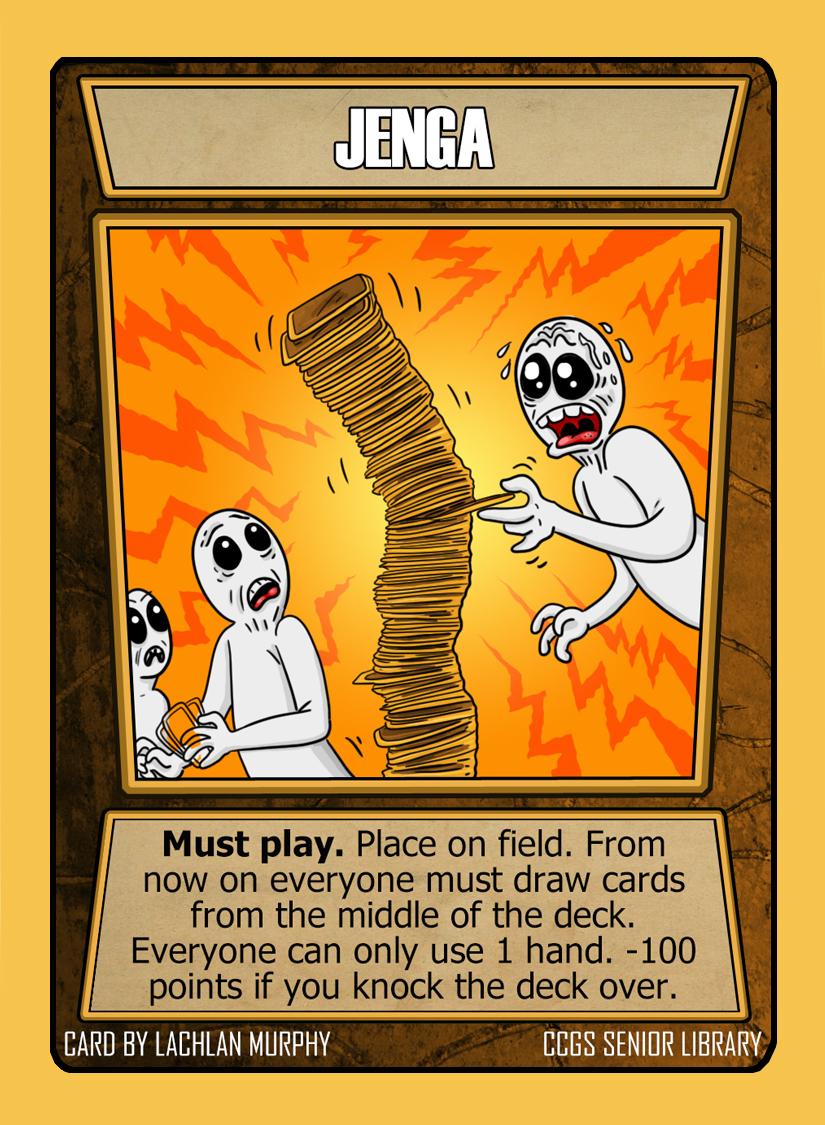 JENGA
Must play. Place on field. From
now on everyone must draw cards
from the middle of the deck.
Everyone can only use 1 hand. -100
points if you knock the deck over.
CARD BY LACHLAN MURPHY
CCGS SENIOR LIBRARY